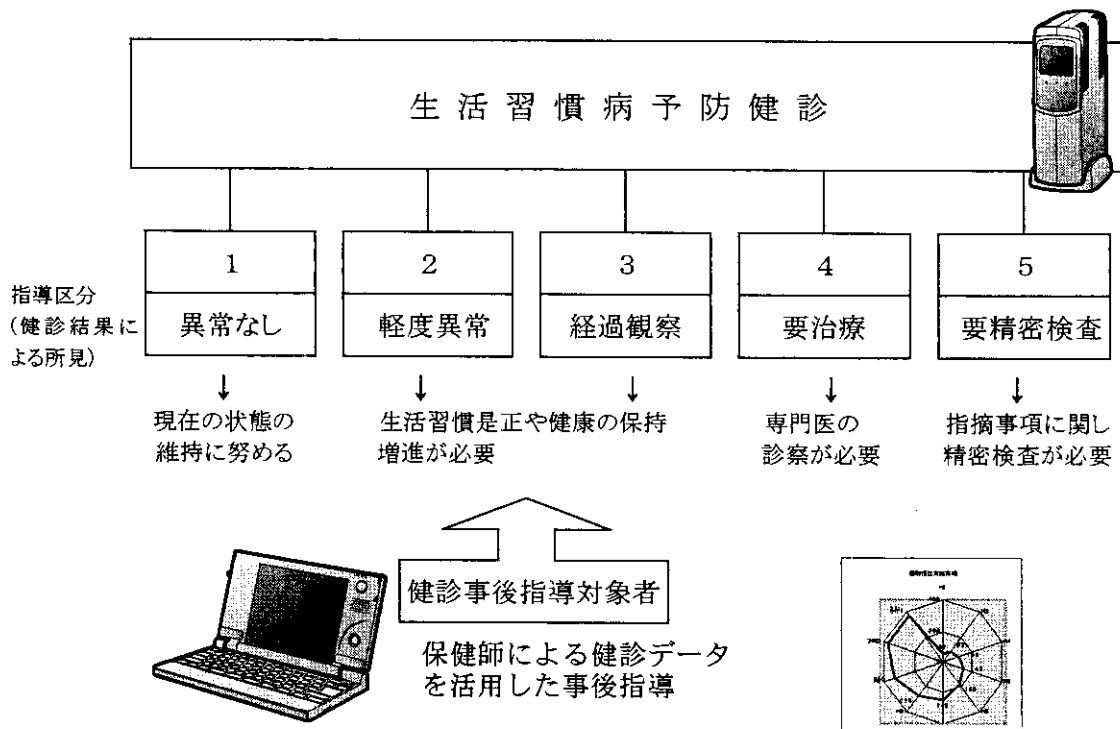 生活習慣病予防健診
1
2
3
4
5
指導区分
(健診結果に
よる所見)
異常なし
軽度異常
経過観察
要治療
要精密検査
↓
↓
↓
↓
↓
現在の状態の
維持に努める
生活習慣是正や健康の保持
増進が必要
専門医の
診察が必要
指摘事項に関し
精密検査が必要
健診事後指導対象者
保健師による健診データ
を活用した事後指導